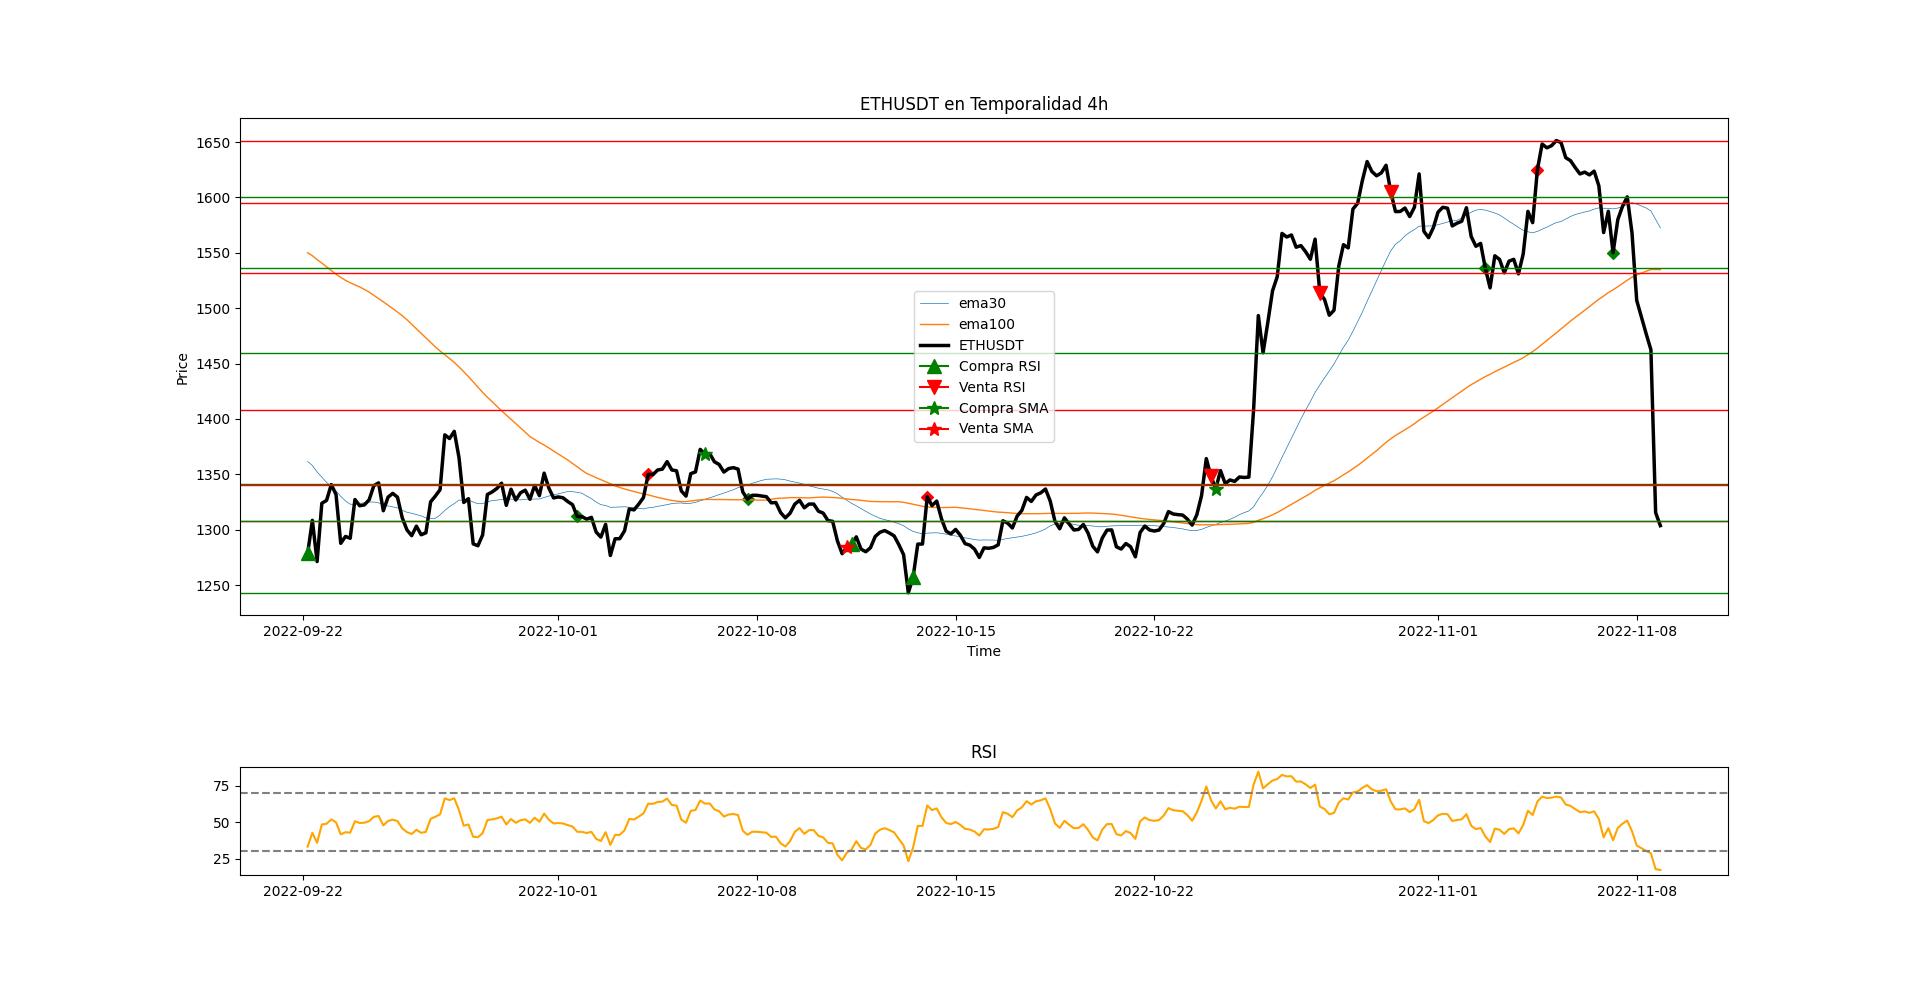 ETHUSDT en Temporalidad 4h
1650
1600
1550
1500
1450
1400
1350
1300
1250
Price
ema30
ema100
ETHUSDT
Compra RSI
Venta RSI
Compra SMA
Venta SMA
2022-09-22 2022-10-01 2022-10-08 2022-10-15 2022-10-22 2022-11-01 2022-11-08
Time
RSI
75
50
25
2022-09-22 2022-10-01 2022-10-08 2022-10-15 2022-10-22 2022-11-01 2022-11-08